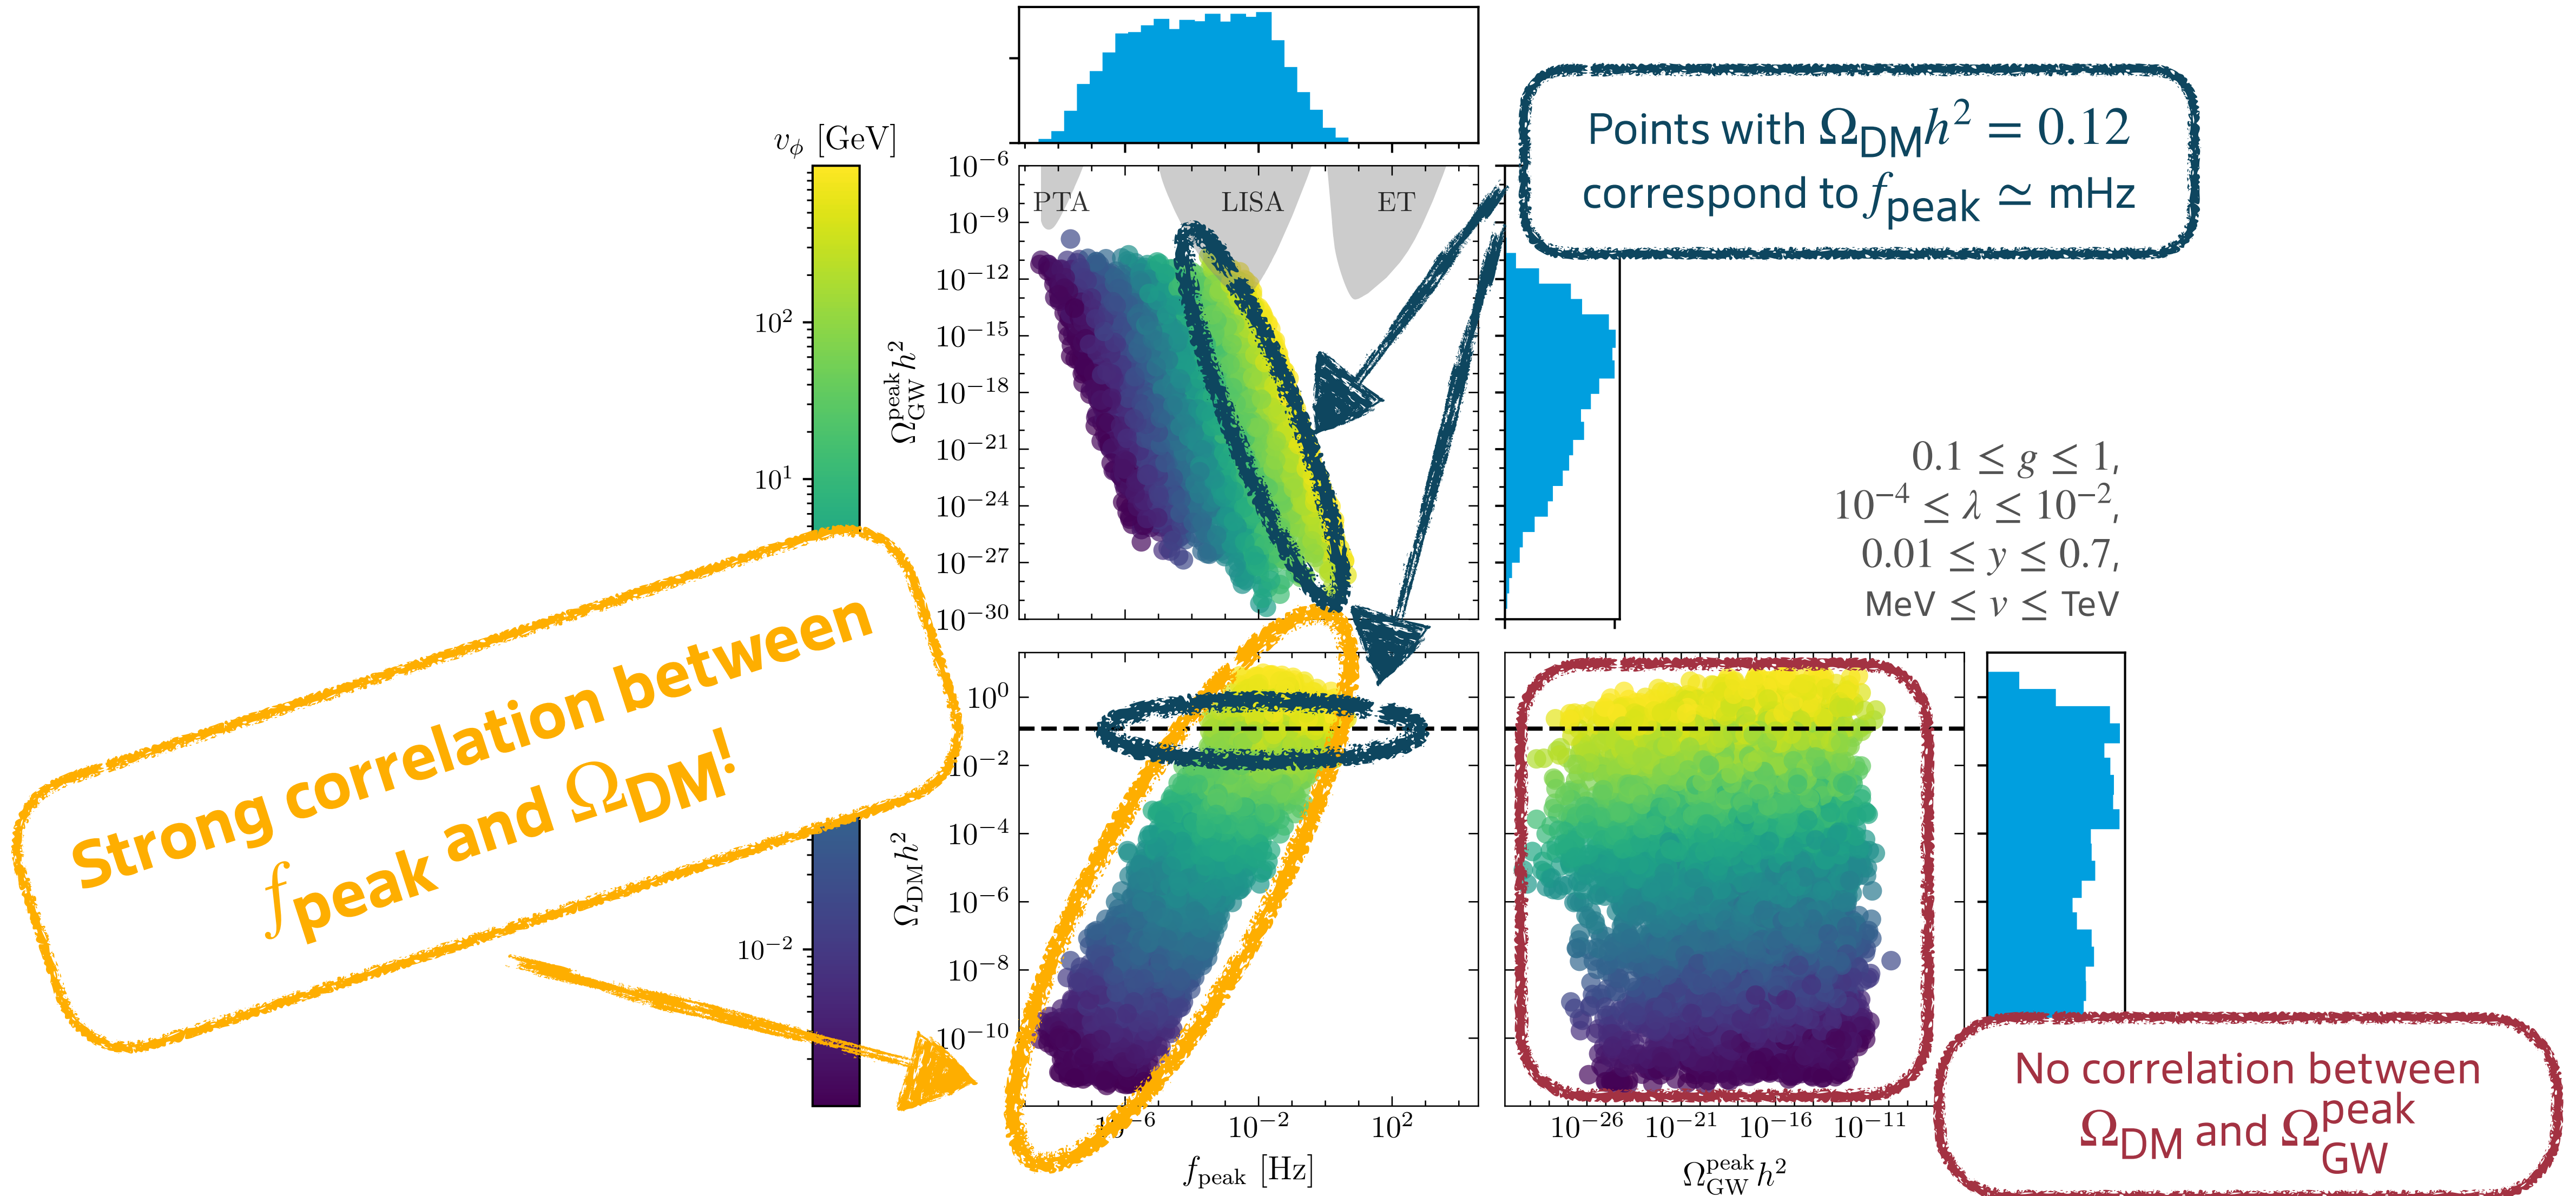 Points with Ω_DM h² = 0.12
correspond to f_peak ≃ mHz
v_ϕ [GeV]
10²
10¹
10⁻²
PTA
LISA
ET
Ω_GW^peak h²
10⁻⁶
10⁻⁹
10⁻¹²
10⁻¹⁵
10⁻¹⁸
10⁻²¹
10⁻²⁴
10⁻²⁷
10⁻³⁰
0.1 ≤ g ≤ 1,
10⁻⁴ ≤ λ ≤ 10⁻²,
0.01 ≤ y ≤ 0.7,
MeV ≤ v ≤ TeV
Strong correlation between
f_peak and Ω_DM!
Ω_DM h²
10⁰
10⁻²
10⁻⁴
10⁻⁶
10⁻⁸
10⁻¹⁰
10⁻² 10²
f_peak [Hz]
10⁻²⁶ 10⁻²¹ 10⁻¹⁶ 10⁻¹¹
Ω_GW^peak h²
No correlation between
Ω_DM and Ω_GW^peak